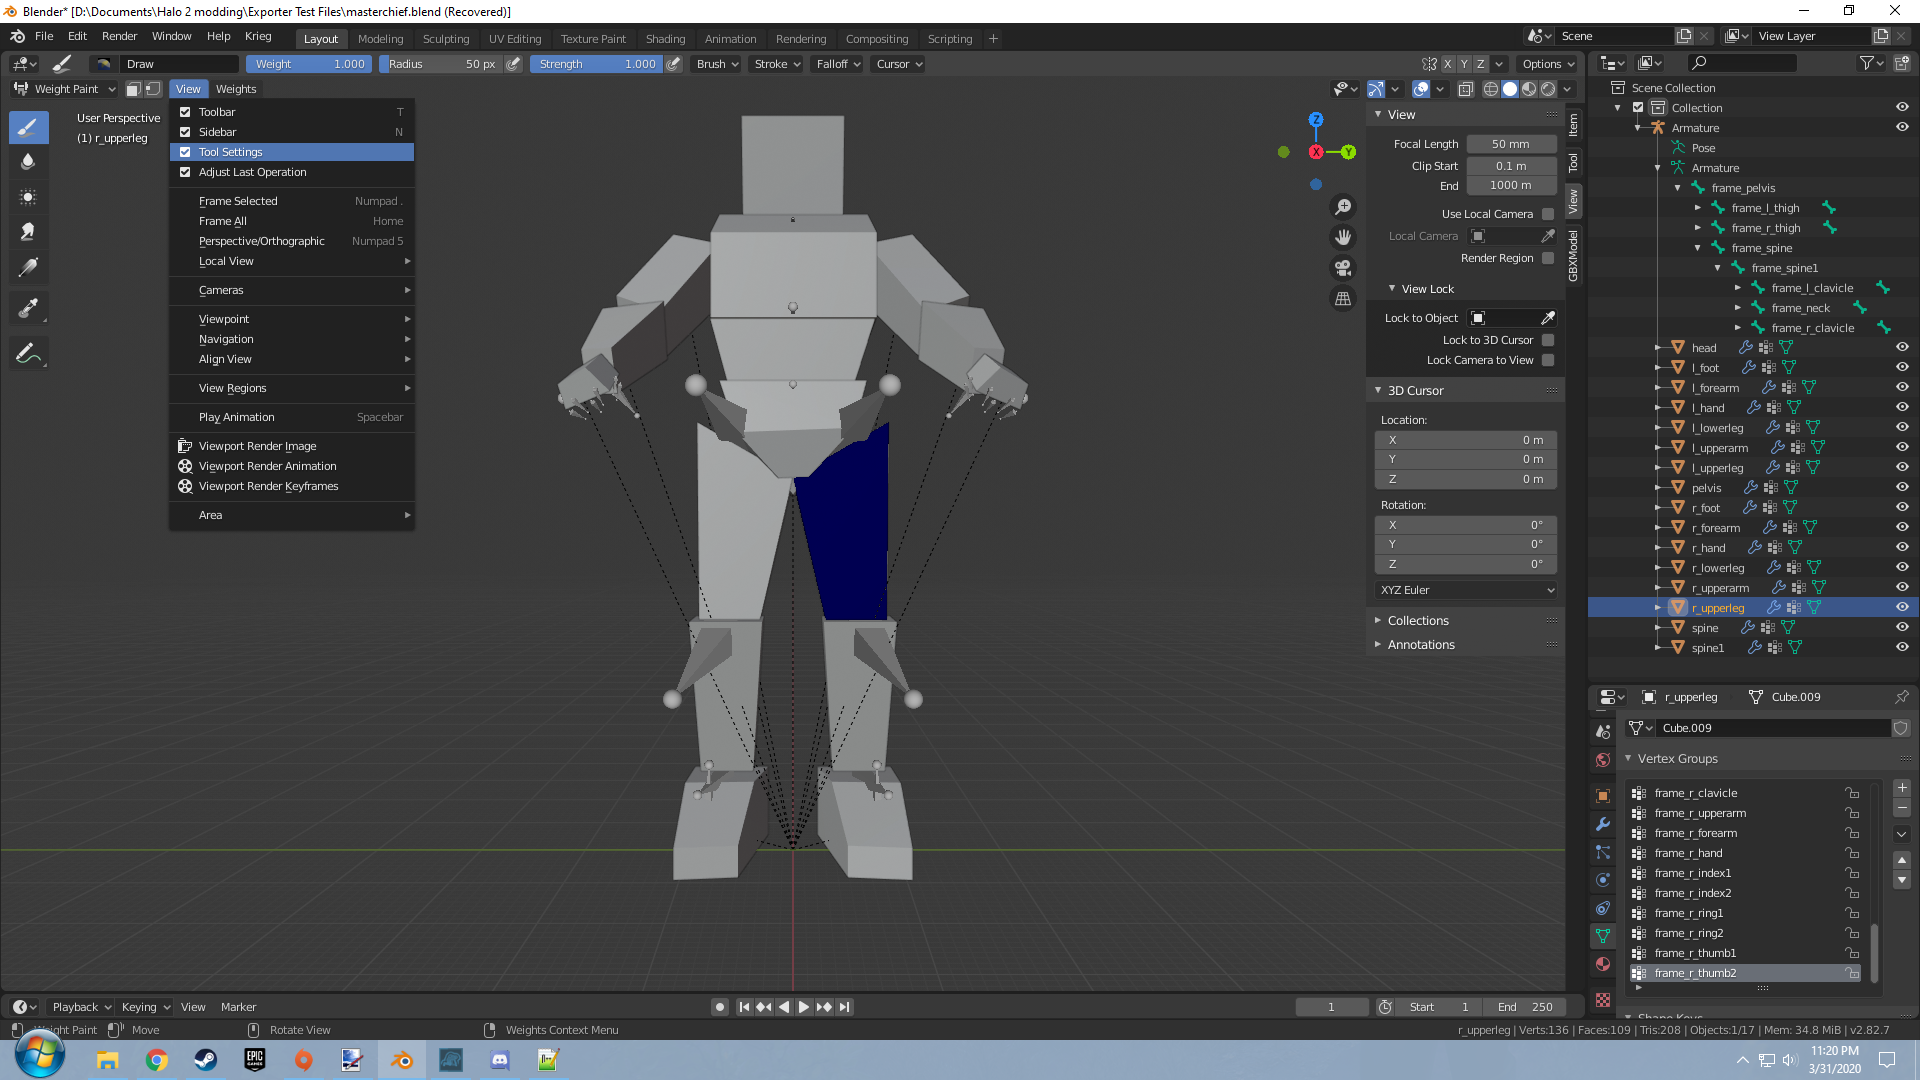 Blender* [D:\Documents\Halo 2 modding\Exporter Test Files\masterchief.blend (Recovered)]
File Edit Render Window Help Krieg Layout Modeling Sculpting UV Editing Texture Paint Shading Animation Rendering Compositing Scripting + Scene View Layer
Draw Weight 1.000 Radius 50 px Strength 1.000 Brush Stroke Falloff Cursor X Y Z Options
Weight Paint View Weights
User Perspective
(1) r_upperleg
Toolbar T
Sidebar N
Tool Settings
Adjust Last Operation
Frame Selected Numpad .
Frame All Home
Perspective/Orthographic Numpad 5
Local View
Cameras
Viewpoint
Navigation
Align View
View Regions
Play Animation Spacebar
Viewport Render Image
Viewport Render Animation
Viewport Render Keyframes
Area
Z
X
Y
View
Focal Length 50 mm
Clip Start 0.1 m
End 1000 m
Use Local Camera
Local Camera
Render Region
View Lock
Lock to Object
Lock to 3D Cursor
Lock Camera to View
3D Cursor
Location:
X 0 m
Y 0 m
Z 0 m
Rotation:
X 0°
Y 0°
Z 0°
XYZ Euler
Collections
Annotations
Item
Tool
View
GBXModel
Scene Collection
Collection
Armature
Pose
Armature
frame_pelvis
frame_l_thigh
frame_r_thigh
frame_spine
frame_spine1
frame_l_clavicle
frame_neck
frame_r_clavicle
head
l_foot
l_forearm
l_hand
l_lowerleg
l_upperarm
l_upperleg
pelvis
r_foot
r_forearm
r_hand
r_lowerleg
r_upperarm
r_upperleg
spine
spine1
r_upperleg Cube.009
Cube.009
Vertex Groups
frame_r_clavicle
frame_r_upperarm
frame_r_forearm
frame_r_hand
frame_r_index1
frame_r_index2
frame_r_ring1
frame_r_ring2
frame_r_thumb1
frame_r_thumb2
Shape Keys
Playback Keying View Marker 1 Start 1 End 250
Weight Paint Move Rotate View Weights Context Menu r_upperleg | Verts:136 | Faces:109 | Tris:208 | Objects:1/17 | Mem: 34.8 MiB | v2.82.7
EPIC GAMES
11:20 PM
3/31/2020